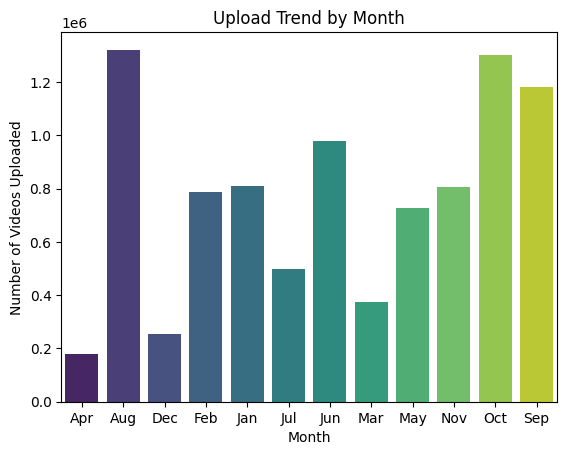 Upload Trend by Month
1e6
Number of Videos Uploaded
1.2
1.0
0.8
0.6
0.4
0.2
0.0
Apr Aug Dec Feb Jan Jul Jun Mar May Nov Oct Sep
Month